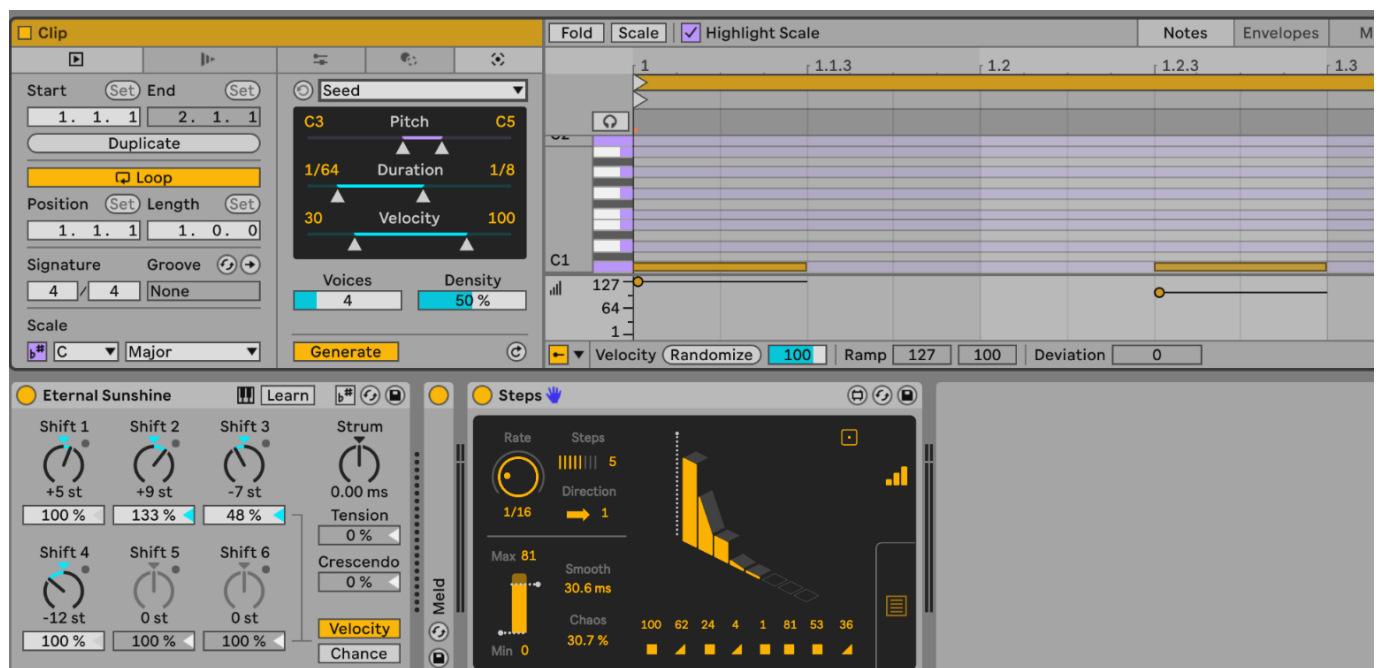 Clip
Fold Scale Highlight Scale Notes Envelopes M
Start Set End Set
1. 1. 1 2. 1. 1
Duplicate
Loop
Position Set Length Set
1. 1. 1 1. 0. 0
Signature Groove
4 / 4 None
Scale
b# C Major
Seed
C3 Pitch C5
1/64 Duration 1/8
30 Velocity 100
Voices Density
4 50 %
Generate
1 1.1.3 1.2 1.2.3 1.3
C1
127
64
1
Velocity Randomize 100 Ramp 127 100 Deviation 0
Eternal Sunshine Learn b#
Shift 1 Shift 2 Shift 3 Strum
+5 st +9 st -7 st 0.00 ms
100 % 133 % 48 % Tension
0 %
Shift 4 Shift 5 Shift 6 Crescendo
0 %
-12 st 0 st 0 st
100 % 100 % 100 % Velocity
Chance
Meld
Steps
Rate Steps
5
Direction
1/16 1
Max 81
Smooth
30.6 ms
Chaos
30.7 %
Min 0
100 62 24 4 1 81 53 36